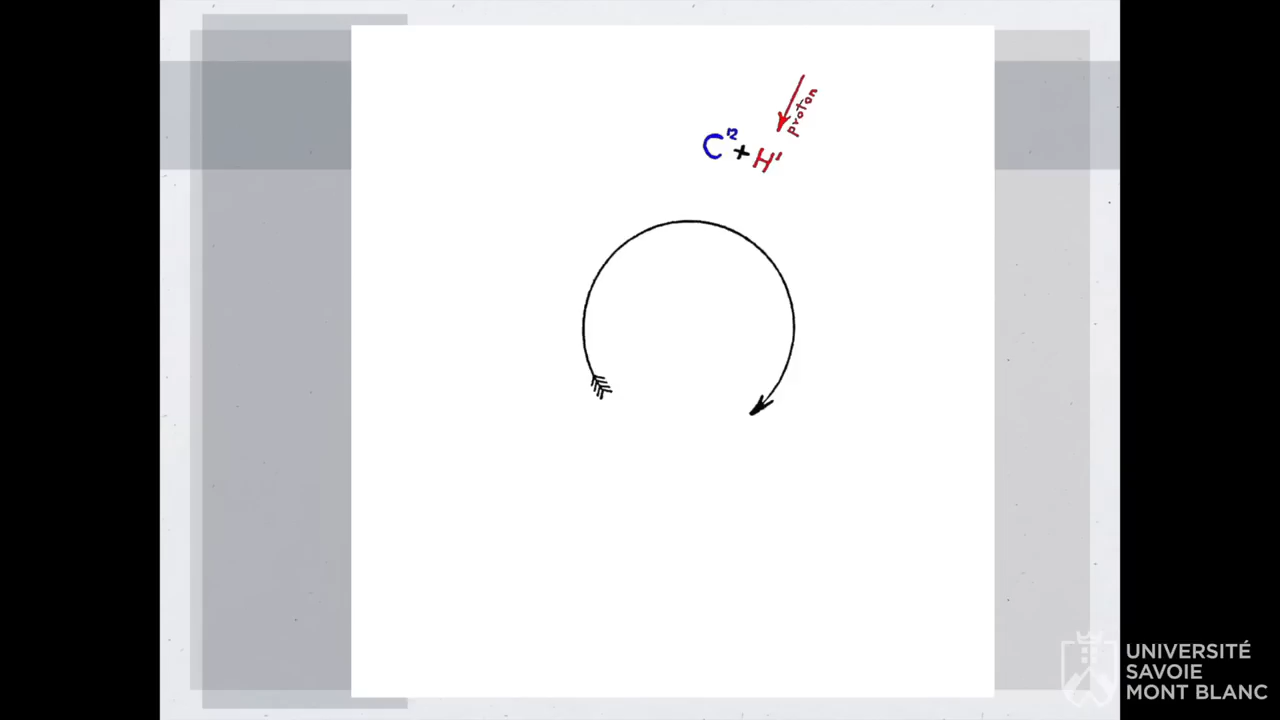 proton
C¹² + H¹
UNIVERSITÉ
SAVOIE
MONT BLANC